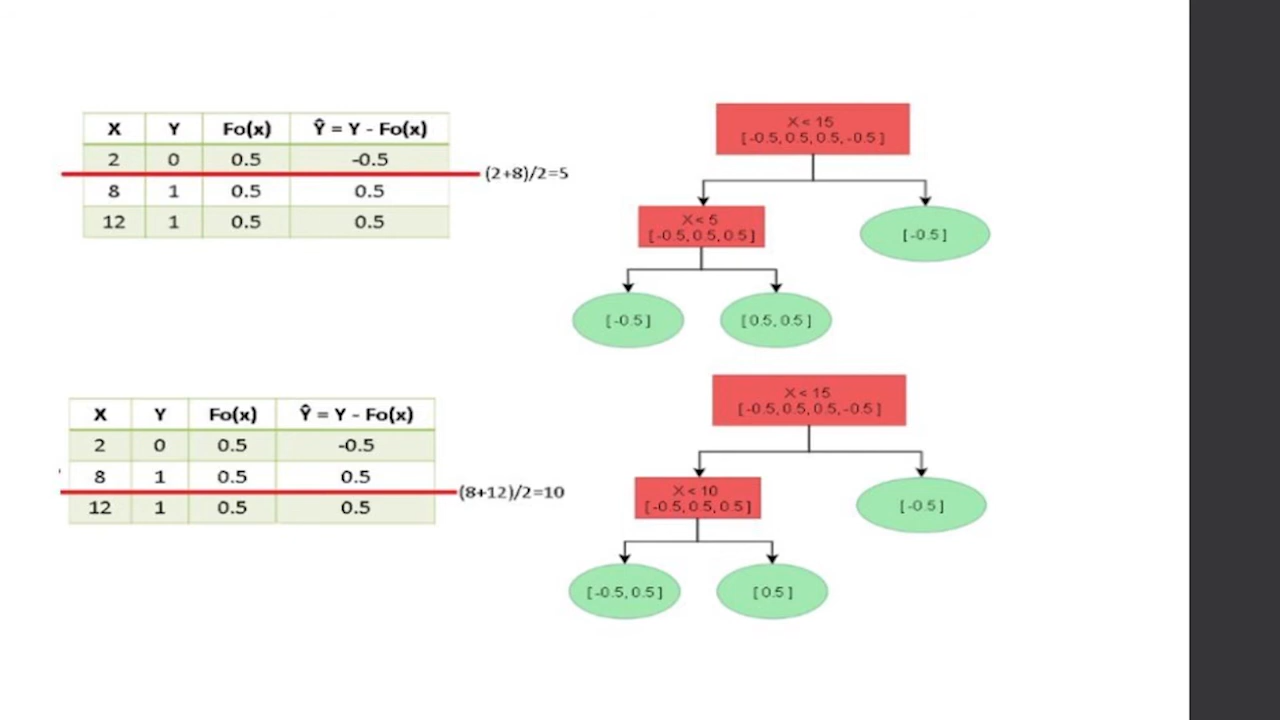 X Y Fo(x) Ŷ = Y - Fo(x)
2 0 0.5 -0.5
(2+8)/2=5
8 1 0.5 0.5
12 1 0.5 0.5
X < 15
[ -0.5, 0.5, 0.5, -0.5 ]
X < 5
[ -0.5, 0.5, 0.5 ]
[ -0.5 ]
[ -0.5 ]
[ 0.5, 0.5 ]
X Y Fo(x) Ŷ = Y - Fo(x)
2 0 0.5 -0.5
8 1 0.5 0.5
(8+12)/2=10
12 1 0.5 0.5
X < 15
[ -0.5, 0.5, 0.5, -0.5 ]
X < 10
[ -0.5, 0.5, 0.5 ]
[ -0.5 ]
[ -0.5, 0.5 ]
[ 0.5 ]